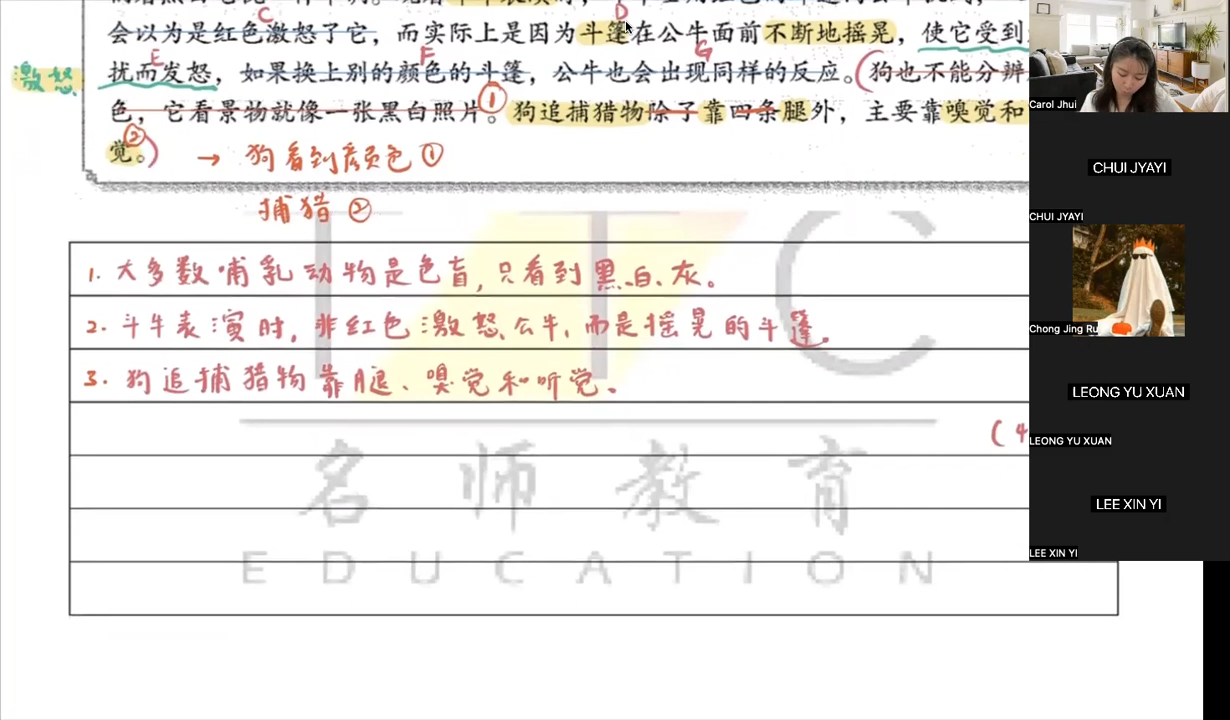 C
D
会以为是红色激怒了它，而实际上是因为斗篷在公牛面前不断地摇晃，使它受到
E
F
G
激怒
扰而发怒，如果换上别的颜色的斗篷，公牛也会出现同样的反应。（狗也不能分辨
①
色，它看景物就像一张黑白照片。狗追捕猎物除了靠四条腿外，主要靠嗅觉和
②
觉。）
→ 狗看到颜色①
捕猎②
1. 大多数哺乳动物是色盲，只看到黑、白、灰。
2. 斗牛表演时，非红色激怒公牛，而是摇晃的斗篷。
3. 狗追捕猎物靠腿、嗅觉和听觉。
(4
TC
名师教育
EDUCATION
Carol Jhui
CHUI JYAYI
CHUI JYAYI
Chong Jing Ru
LEONG YU XUAN
LEONG YU XUAN
LEE XIN YI
LEE XIN YI